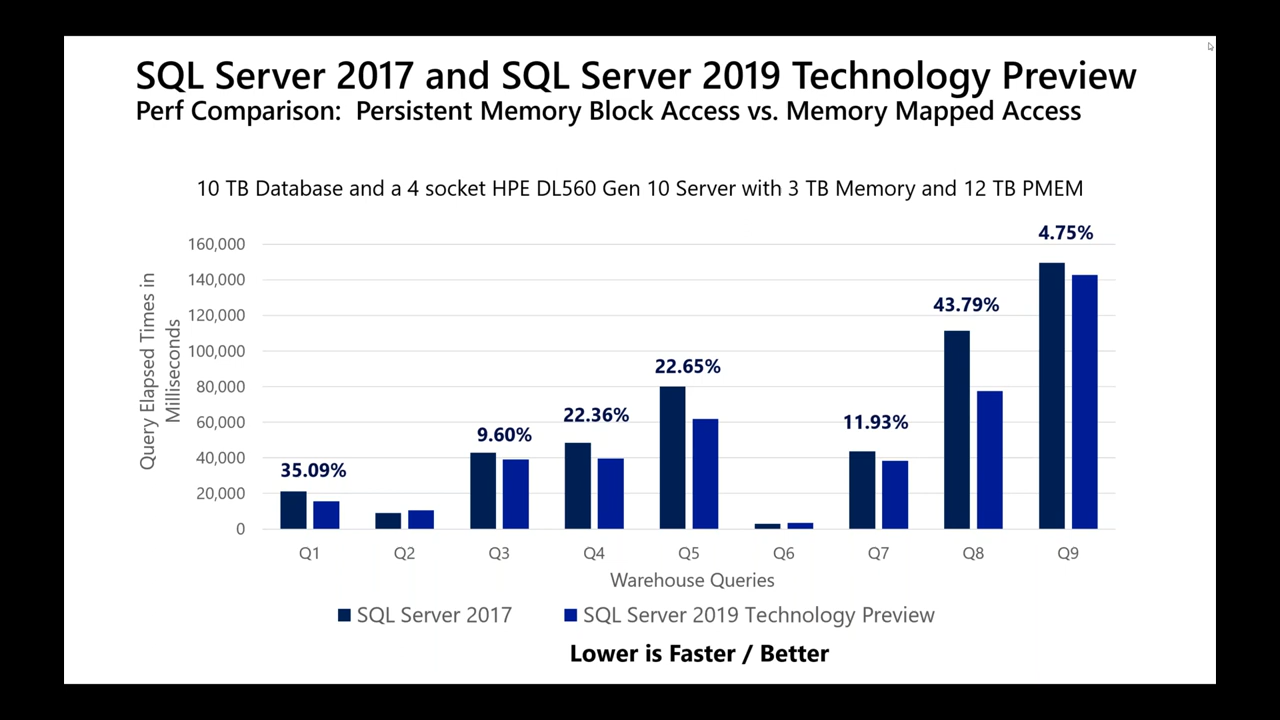 SQL Server 2017 and SQL Server 2019 Technology Preview
Perf Comparison: Persistent Memory Block Access vs. Memory Mapped Access
10 TB Database and a 4 socket HPE DL560 Gen 10 Server with 3 TB Memory and 12 TB PMEM
Query Elapsed Times in
Milliseconds
160,000
140,000
120,000
100,000
80,000
60,000
40,000
20,000
0
35.09%
9.60%
22.36%
22.65%
11.93%
43.79%
4.75%
Q1 Q2 Q3 Q4 Q5 Q6 Q7 Q8 Q9
Warehouse Queries
SQL Server 2017 SQL Server 2019 Technology Preview
Lower is Faster / Better